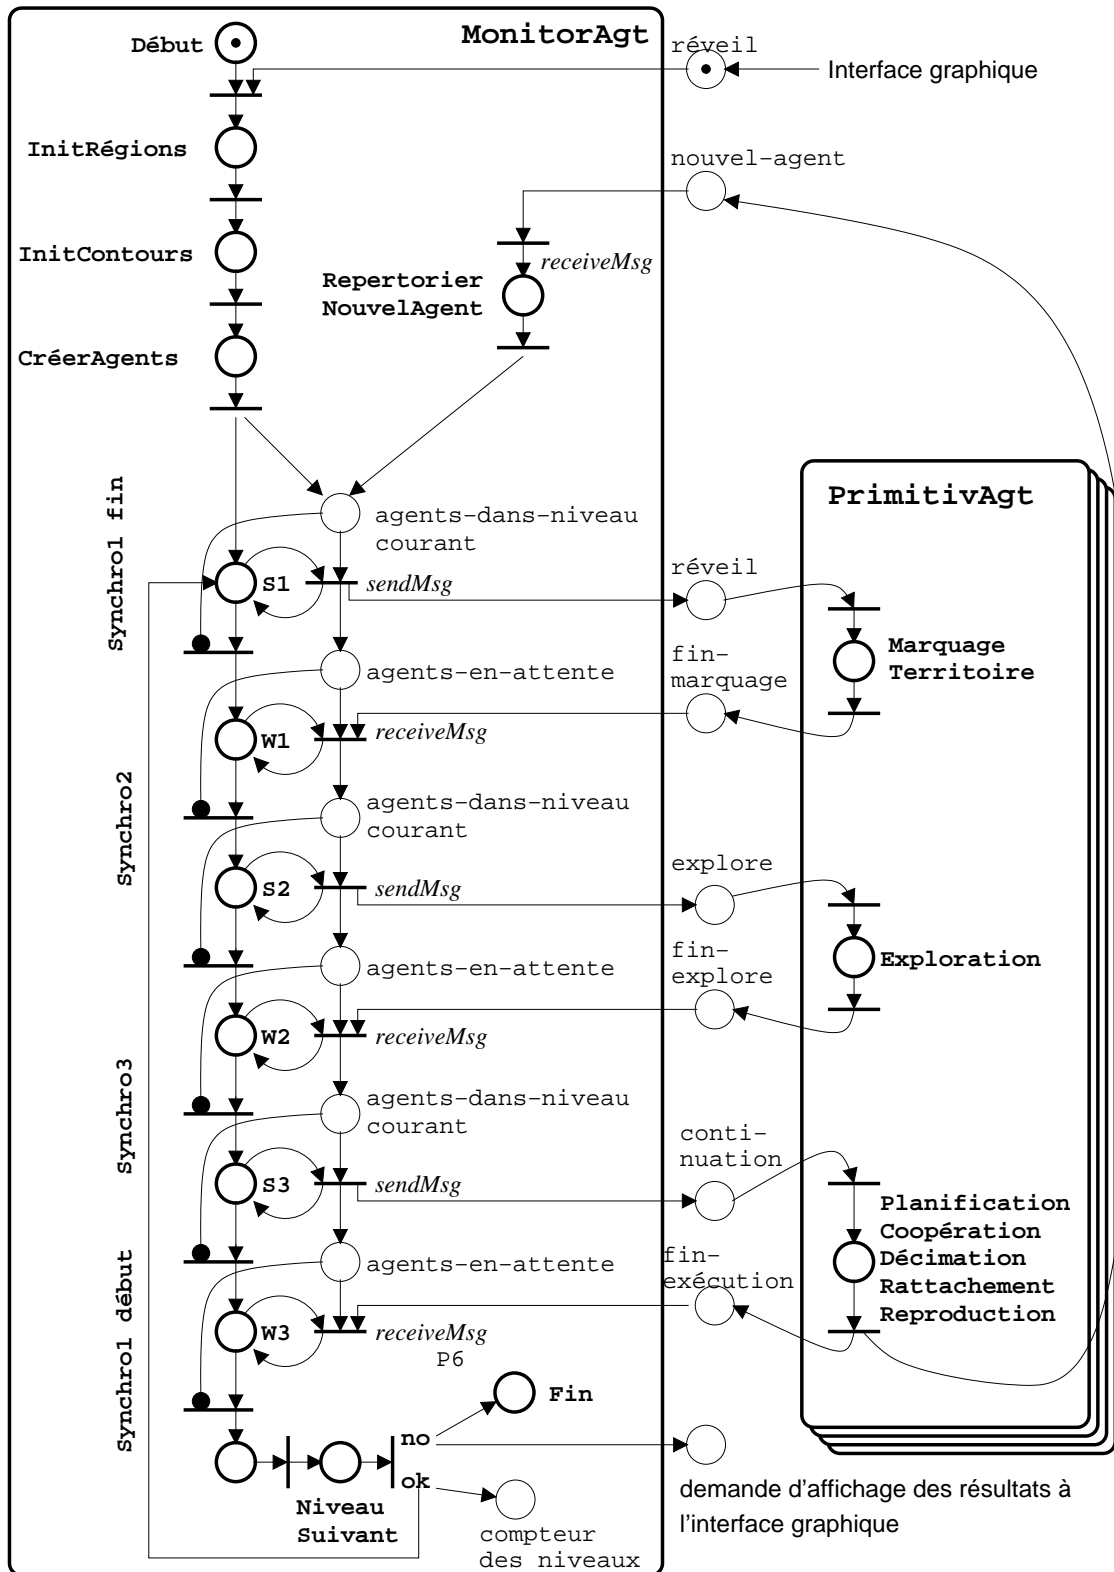 Début
MonitorAgt
réveil
Interface graphique
InitRégions
nouvel-agent
InitContours
receiveMsg
Repertorier
NouvelAgent
CréerAgents
Synchro1 fin
agents-dans-niveau
courant
PrimitivAgt
S1
sendMsg
réveil
Marquage
Territoire
agents-en-attente
fin-
marquage
W1
receiveMsg
Synchro2
agents-dans-niveau
courant
S2
sendMsg
explore
Exploration
agents-en-attente
fin-
explore
W2
receiveMsg
Synchro3
agents-dans-niveau
courant
S3
sendMsg
conti-
nuation
Planification
Coopération
Décimation
Rattachement
Reproduction
agents-en-attente
fin-
exécution
Synchro1 début
W3
receiveMsg
P6
Fin
no
ok
Niveau
Suivant
compteur
des niveaux
demande d'affichage des résultats à
l'interface graphique